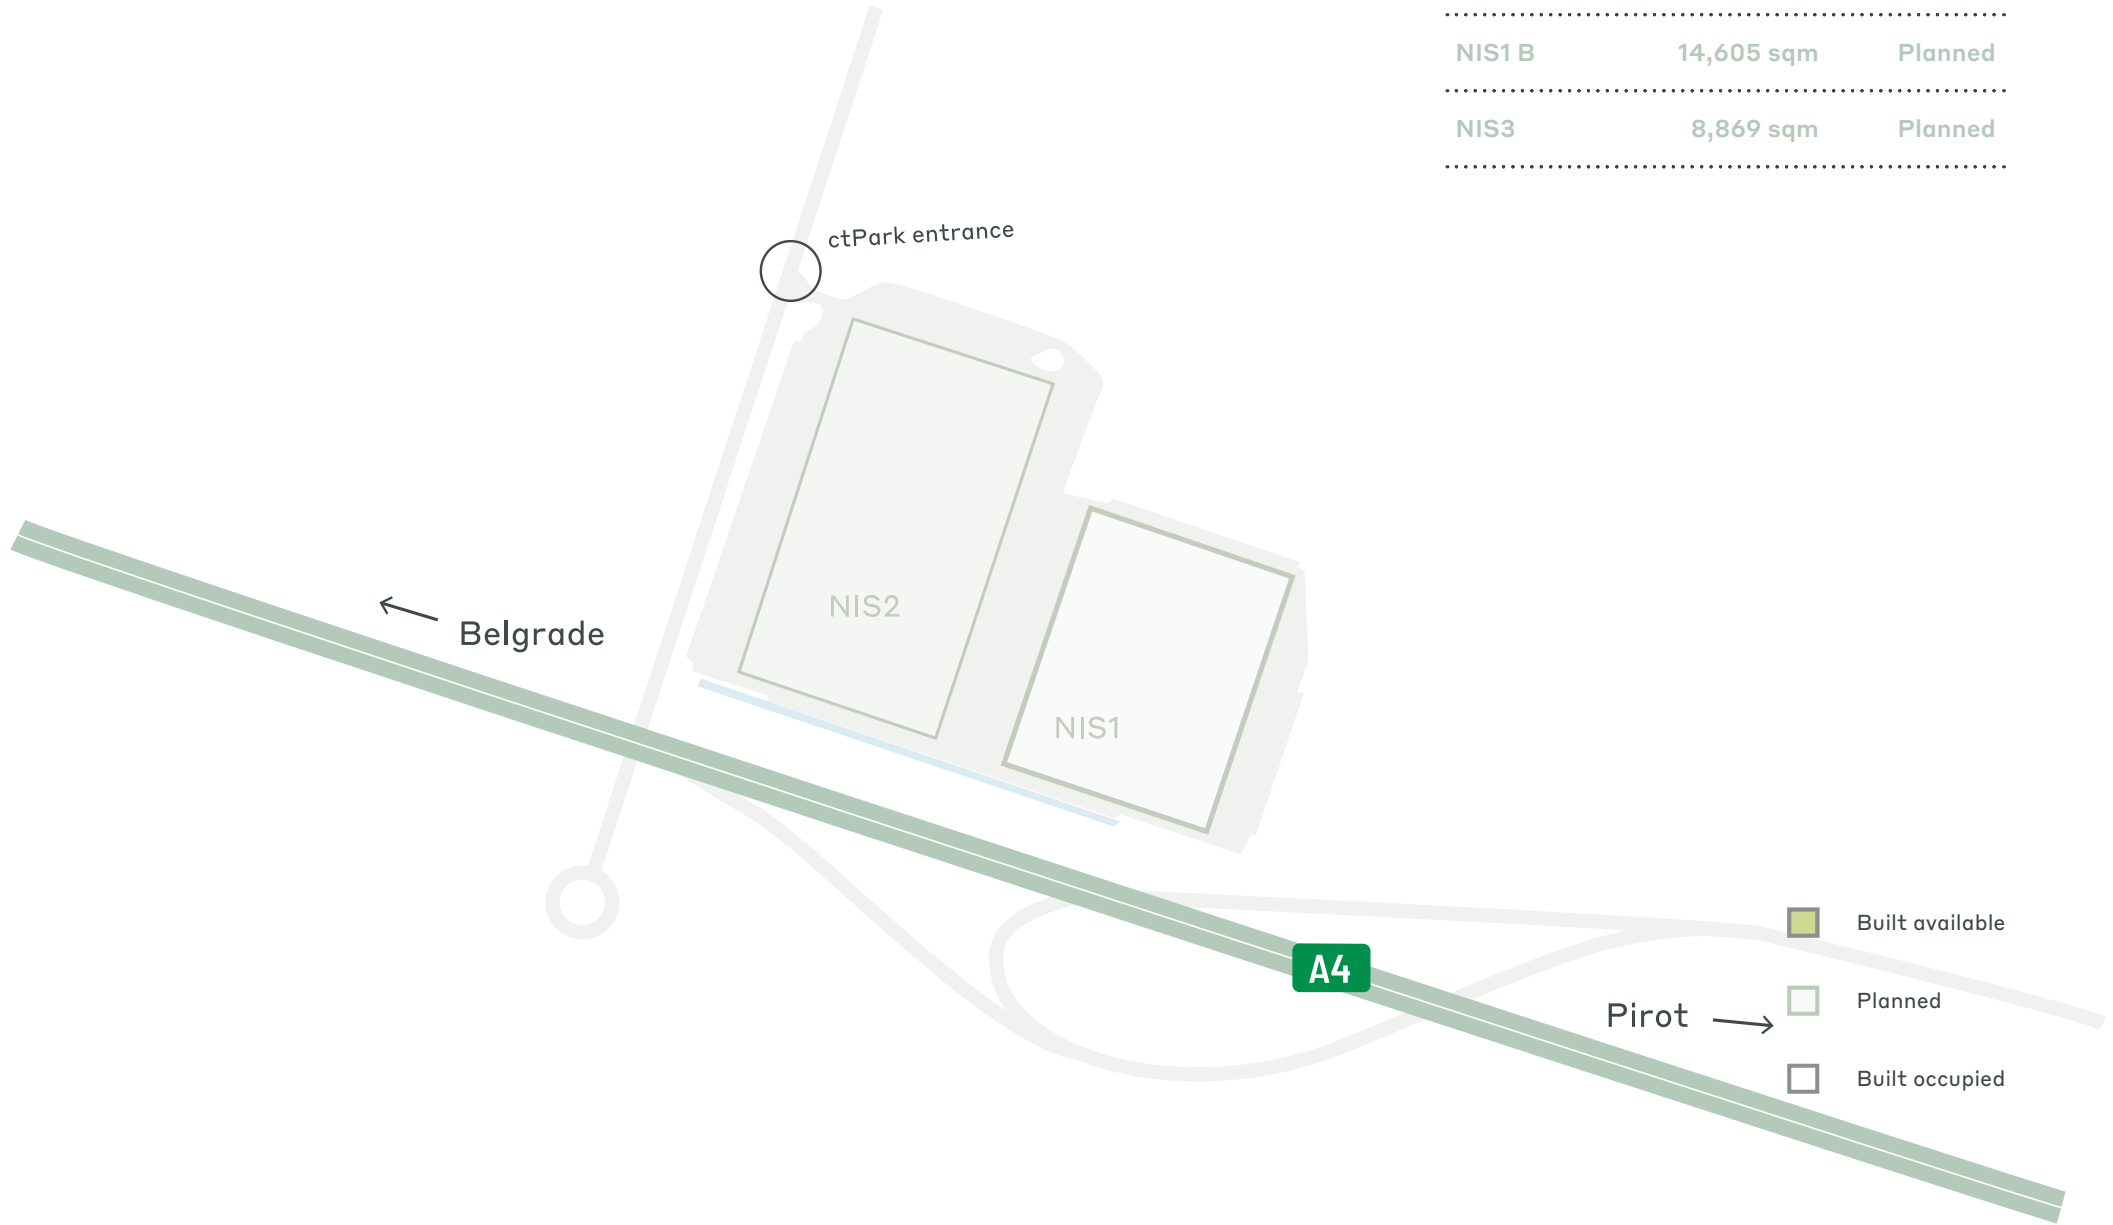 NIS1 B 14,605 sqm Planned
NIS3 8,869 sqm Planned
ctPark entrance
NIS2
Belgrade
NIS1
A4
Pirot
Built available
Planned
Built occupied